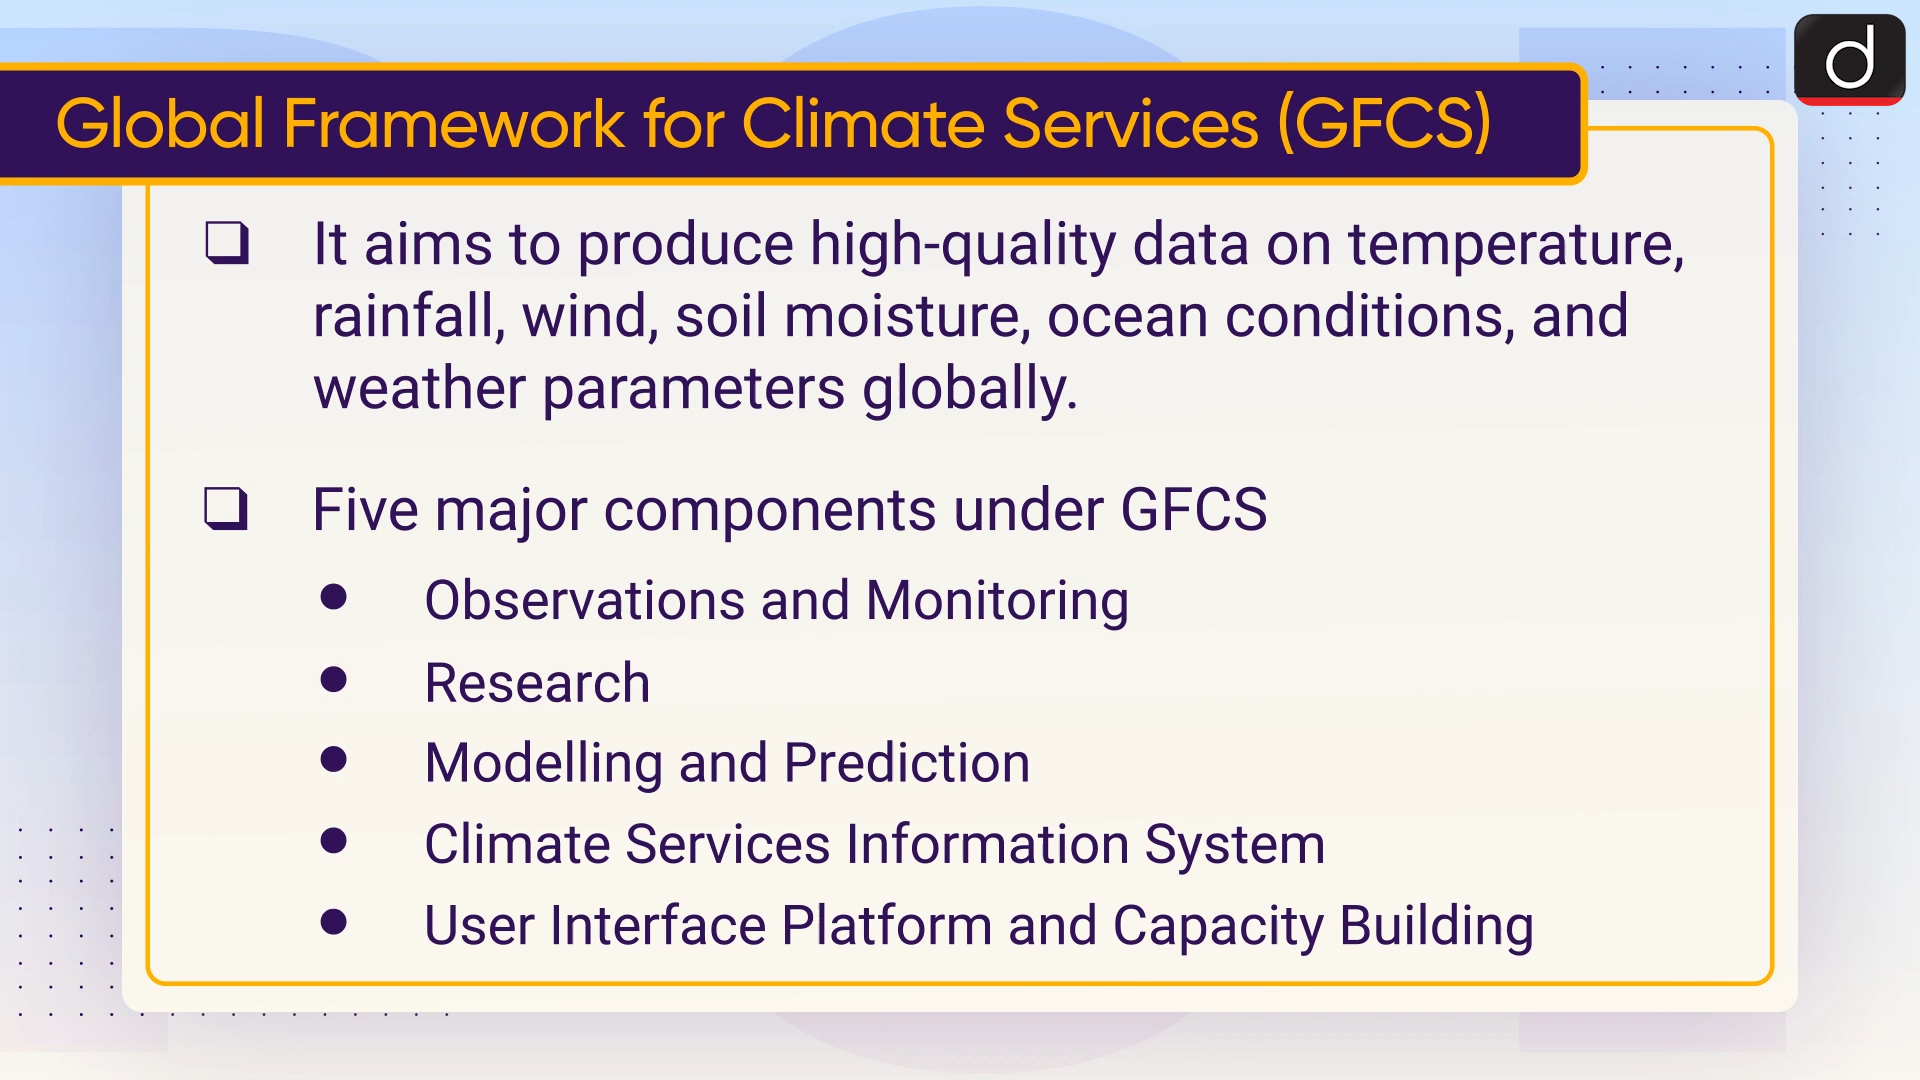 d
Global Framework for Climate Services (GFCS)
❑ It aims to produce high-quality data on temperature,
rainfall, wind, soil moisture, ocean conditions, and
weather parameters globally.
❑ Five major components under GFCS
● Observations and Monitoring
● Research
● Modelling and Prediction
● Climate Services Information System
● User Interface Platform and Capacity Building